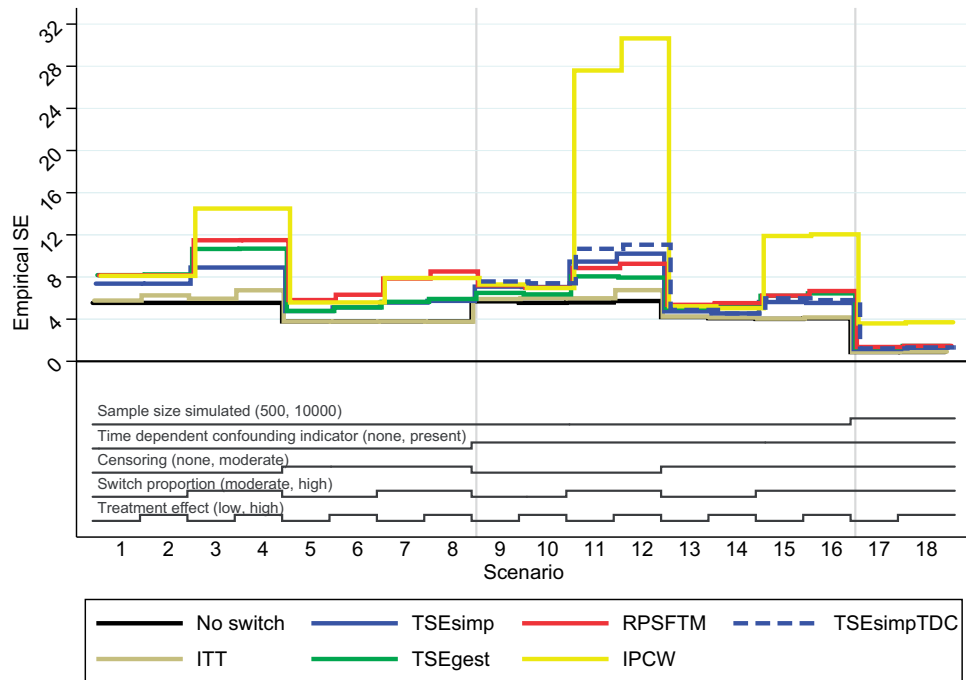 32
28
24
20
16
12
8
4
0
Empirical SE
Sample size simulated (500, 10000)
Time dependent confounding indicator (none, present)
Censoring (none, moderate)
Switch proportion (moderate, high)
Treatment effect (low, high)
1 2 3 4 5 6 7 8 9 10 11 12 13 14 15 16 17 18
Scenario
No switch TSEsimp RPSFTM TSEsimpTDC
ITT TSEgest IPCW